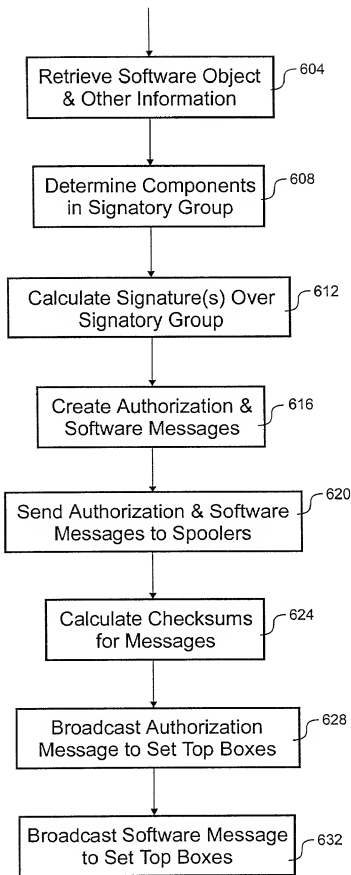 Retrieve Software Object
& Other Information
604
Determine Components
in Signatory Group
608
Calculate Signature(s) Over
Signatory Group
612
Create Authorization &
Software Messages
616
Send Authorization & Software
Messages to Spoolers
620
Calculate Checksums
for Messages
624
Broadcast Authorization
Message to Set Top Boxes
628
Broadcast Software Message
to Set Top Boxes
632